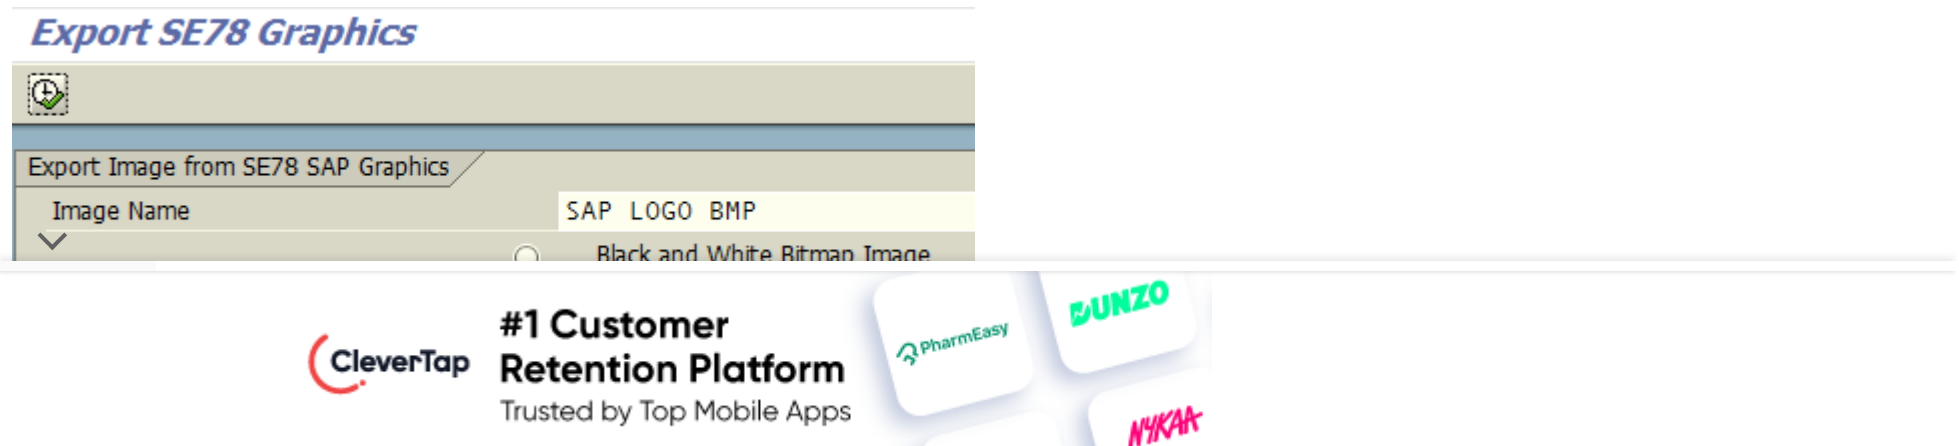 Export SE78 Graphics
Export Image from SE78 SAP Graphics
Image Name SAP LOGO BMP
Black and White Bitmap Image
CleverTap
#1 Customer
Retention Platform
Trusted by Top Mobile Apps
PharmEasy
DUNZO
NYKAA